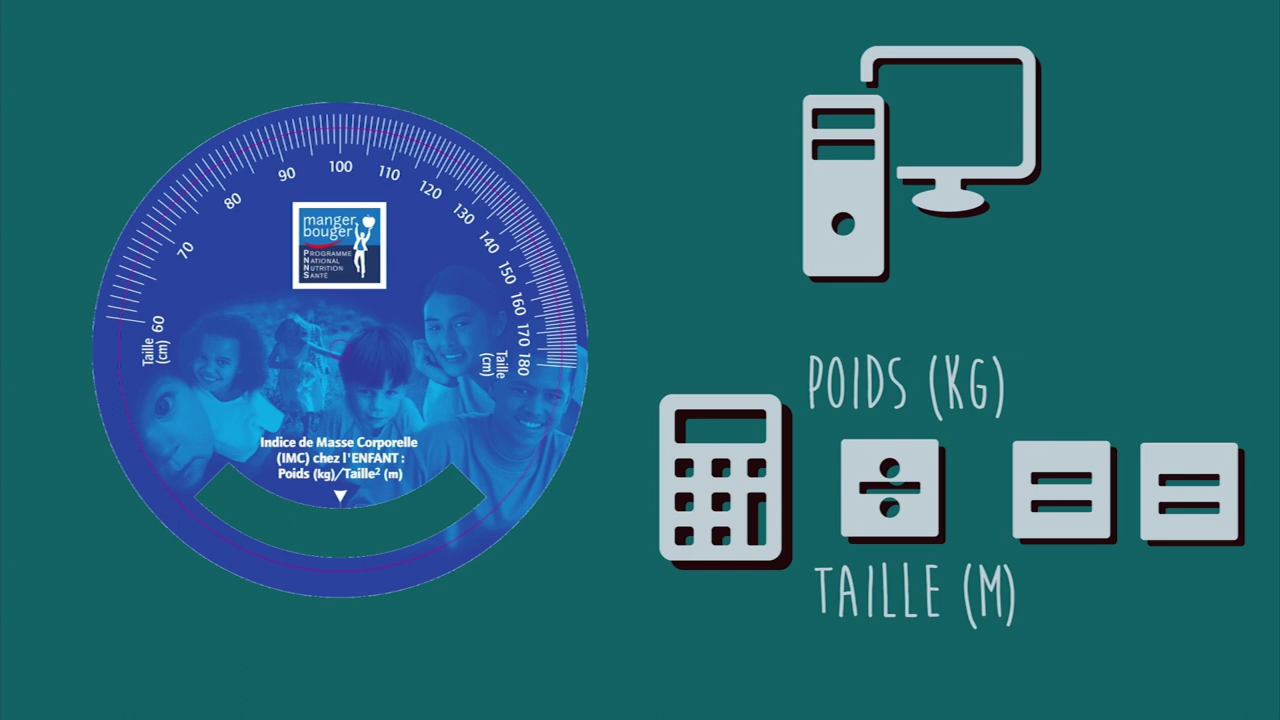 60
70
80
90
100
110
120
130
140
150
160
170
180
Taille
(cm)
Taille
(cm)
manger
bouger
PROGRAMME
NATIONAL
NUTRITION
SANTÉ
Indice de Masse Corporelle
(IMC) chez l'ENFANT :
Poids (kg)/Taille² (m)
POIDS (KG)
÷ = =
TAILLE (M)